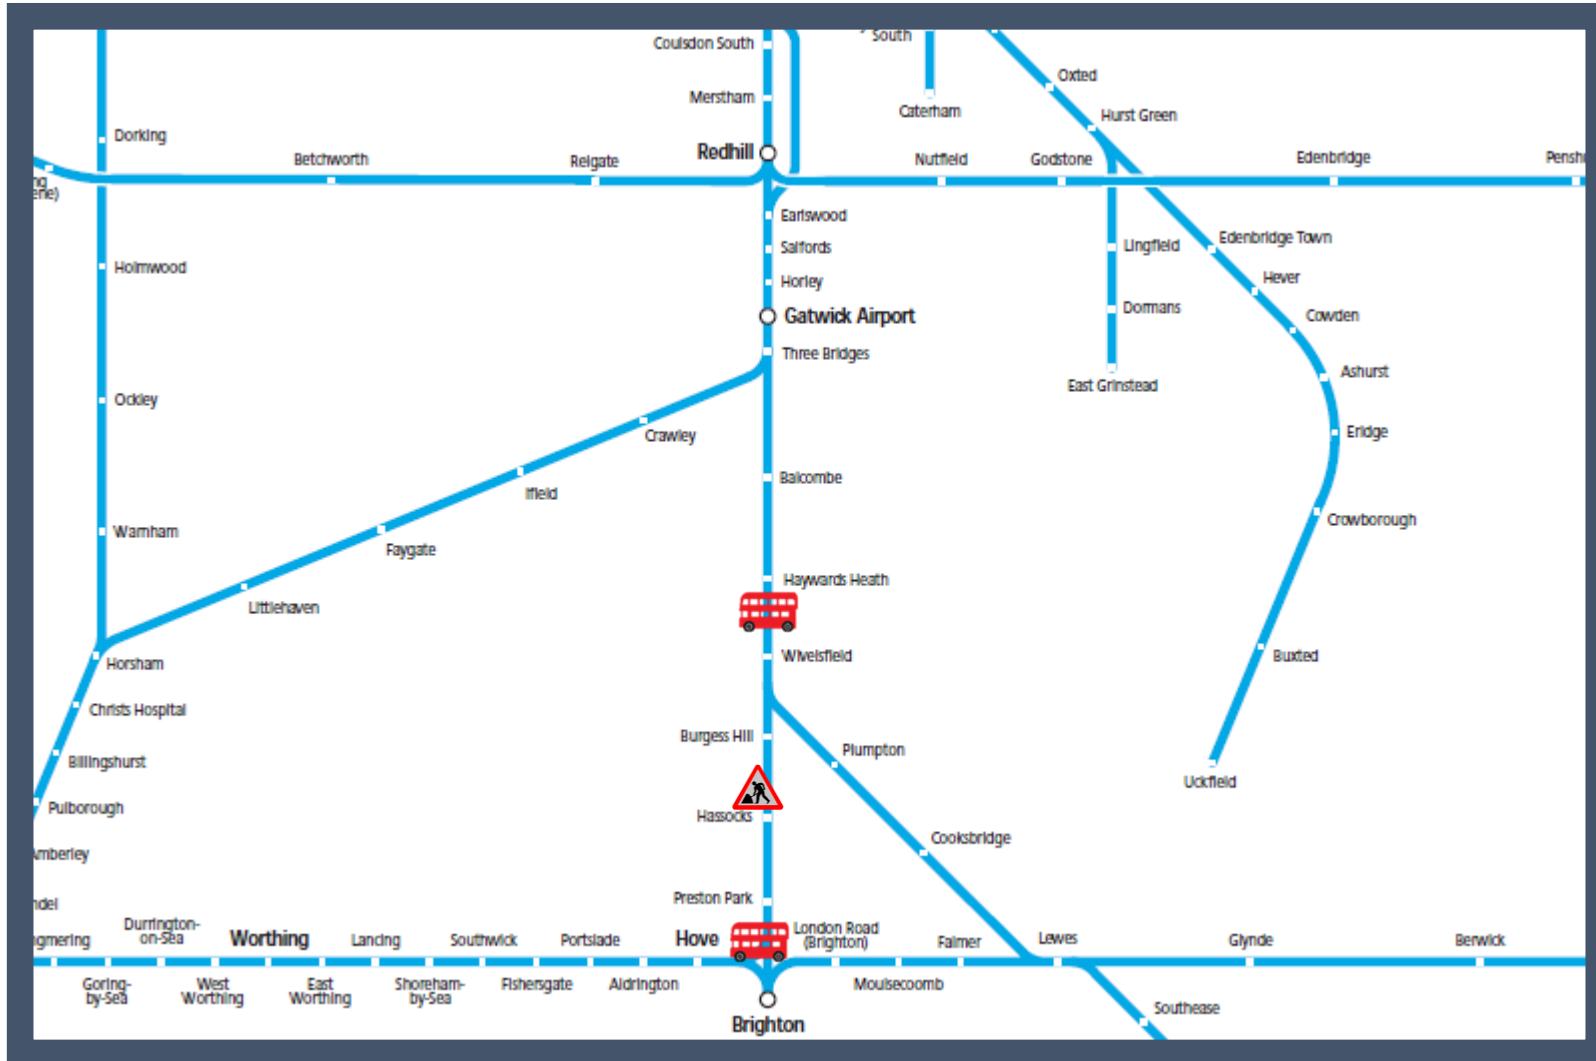 Coulsdon South
South
Oxted
Merstham
Caterham
Hurst Green
Dorking
Redhill
Betchworth
Reigate
Nutfield
Godstone
Edenbridge
Earlswood
Salfords
Lingfield
Edenbridge Town
Holmwood
Horley
Hever
Gatwick Airport
Dormans
Cowden
Three Bridges
Ashurst
East Grinstead
Ockley
Crawley
Eridge
Balcombe
Ifield
Crowborough
Warnham
Faygate
Haywards Heath
Littlehaven
Wivelsfield
Buxted
Horsham
Christs Hospital
Burgess Hill
Plumpton
Billingshurst
Uckfield
Pulborough
Hassocks
Cooksbridge
Amberley
Preston Park
Durrington-
on-Sea
Worthing
Lancing
Southwick
Portslade
Hove
London Road
(Brighton)
Falmer
Lewes
Glynde
Berwick
Goring-
by-Sea
West
Worthing
East
Worthing
Shoreham-
by-Sea
Fishersgate
Aldrington
Moulsecoomb
Southease
Brighton